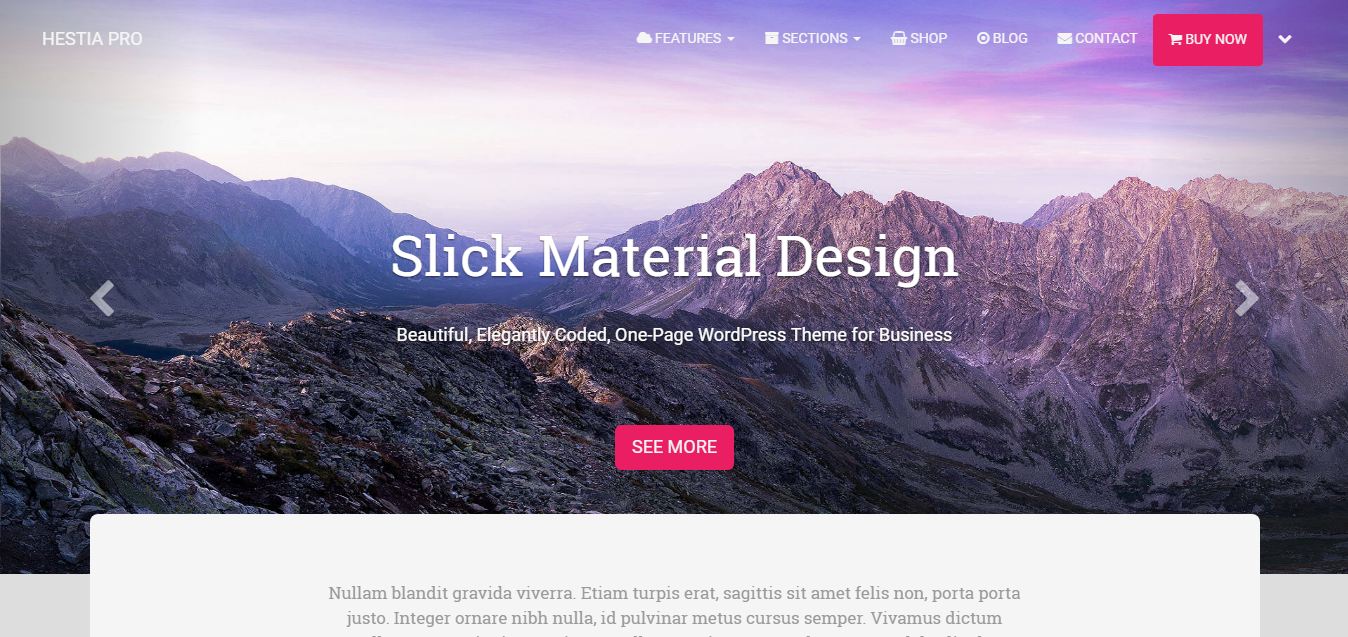 HESTIA PRO
FEATURES SECTIONS SHOP BLOG CONTACT BUY NOW
Slick Material Design
Beautiful, Elegantly Coded, One-Page WordPress Theme for Business
SEE MORE
Nullam blandit gravida viverra. Etiam turpis erat, sagittis sit amet felis non, porta porta
justo. Integer ornare nibh nulla, id pulvinar metus cursus semper. Vivamus dictum